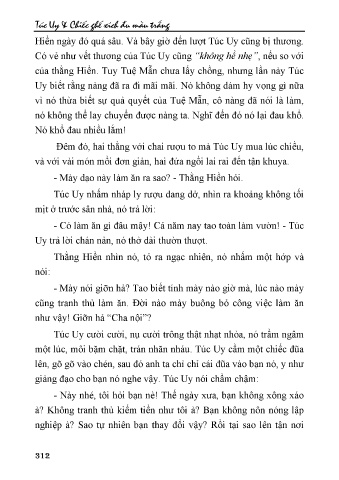 Túc Uy & Chiếc ghế xích đu màu trắng
Hiển ngày đó quá sâu. Và bây giờ đến lượt Túc Uy cũng bị thương.
Có vẻ như vết thương của Túc Uy cũng "không hề nhẹ", nếu so với
của thằng Hiển. Tuy Tuệ Mẫn chưa lấy chồng, nhưng lần này Túc
Uy biết rằng nàng đã ra đi mãi mãi. Nó không dám hy vọng gì nữa
vì nó thừa biết sự quả quyết của Tuệ Mẫn, cô nàng đã nói là làm,
nó không thể lay chuyển được nàng ta. Nghĩ đến đó nó lại đau khổ.
Nó khổ đau nhiều lắm!
Đêm đó, hai thằng với chai rượu to mà Túc Uy mua lúc chiều,
và với vài món mồi đơn giản, hai đứa ngồi lai rai đến tận khuya.
- Mày dạo này làm ăn ra sao? - Thằng Hiển hỏi.
Túc Uy nhấm nháp ly rượu dang dở, nhìn ra khoảng không tối
mịt ở trước sân nhà, nó trả lời:
- Có làm ăn gì đâu mậy! Cả năm nay tao toàn làm vườn! - Túc
Uy trả lời chán nản, nó thở dài thườn thượt.
Thằng Hiển nhìn nó, tỏ ra ngạc nhiên, nó nhấm một hớp và
nói:
- Mày nói giỡn hả? Tao biết tính mày nào giờ mà, lúc nào mày
cũng tranh thủ làm ăn. Đời nào mày buông bỏ công việc làm ăn
như vậy! Giỡn hả "Cha nội"?
Túc Uy cười cười, nụ cười trông thật nhạt nhòa, nó trầm ngâm
một lúc, môi bặm chặt, trán nhăn nhàu. Túc Uy cầm một chiếc đũa
lên, gõ gõ vào chén, sau đó anh ta chỉ chỉ cái đũa vào bạn nó, y như
giảng đạo cho bạn nó nghe vậy. Túc Uy nói chầm chậm:
- Này nhé, tôi hỏi bạn nè! Thế ngày xưa, bạn không xông xáo
à? Không tranh thủ kiếm tiền như tôi à? Bạn không nôn nóng lập
nghiệp à? Sao tự nhiên bạn thay đổi vậy? Rồi tại sao lên tận nơi
312